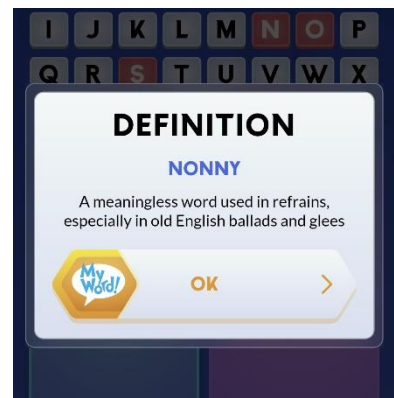 I J K L M N O P
Q R S T U V W X
DEFINITION
NONNY
A meaningless word used in refrains,
especially in old English ballads and glees
My
Word!
OK